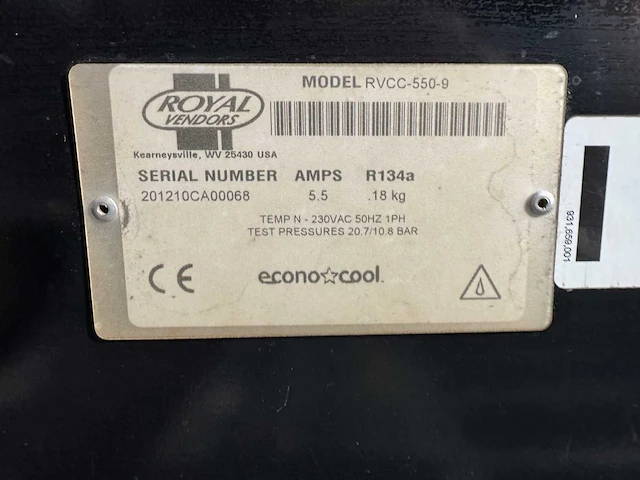 ROYAL
VENDORS
MODEL RVCC-550-9
Kearneysville, WV 25430 USA
SERIAL NUMBER AMPS R134a
201210CA00068 5.5 .18 kg
TEMP N - 230VAC 50HZ 1PH
TEST PRESSURES 20.7/10.8 BAR
CE econo☆cool
931,659,001